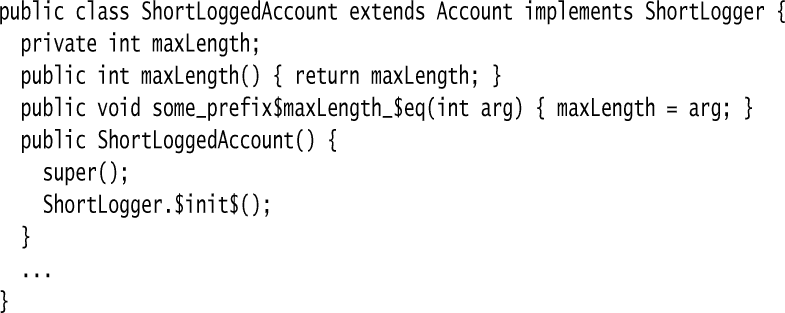 public class ShortLoggedAccount extends Account implements ShortLogger {
  private int maxLength;
  public int maxLength() { return maxLength; }
  public void some_prefix$maxLength_$eq(int arg) { maxLength = arg; }
  public ShortLoggedAccount() {
    super();
    ShortLogger.$init$();
  }
  ...
}